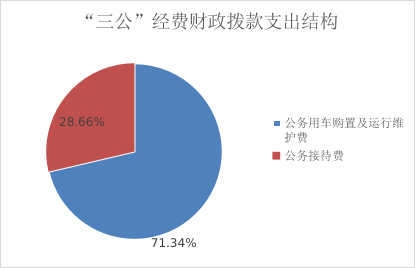 “三公”经费财政拨款支出结构
28.66%
71.34%
公务用车购置及运行维
护费
公务接待费